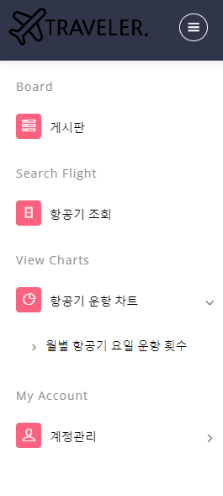 TRAVELER.
Board
게시판
Search Flight
항공기 조회
View Charts
항공기 운항 차트
월별 항공기 요일 운항 횟수
My Account
계정관리